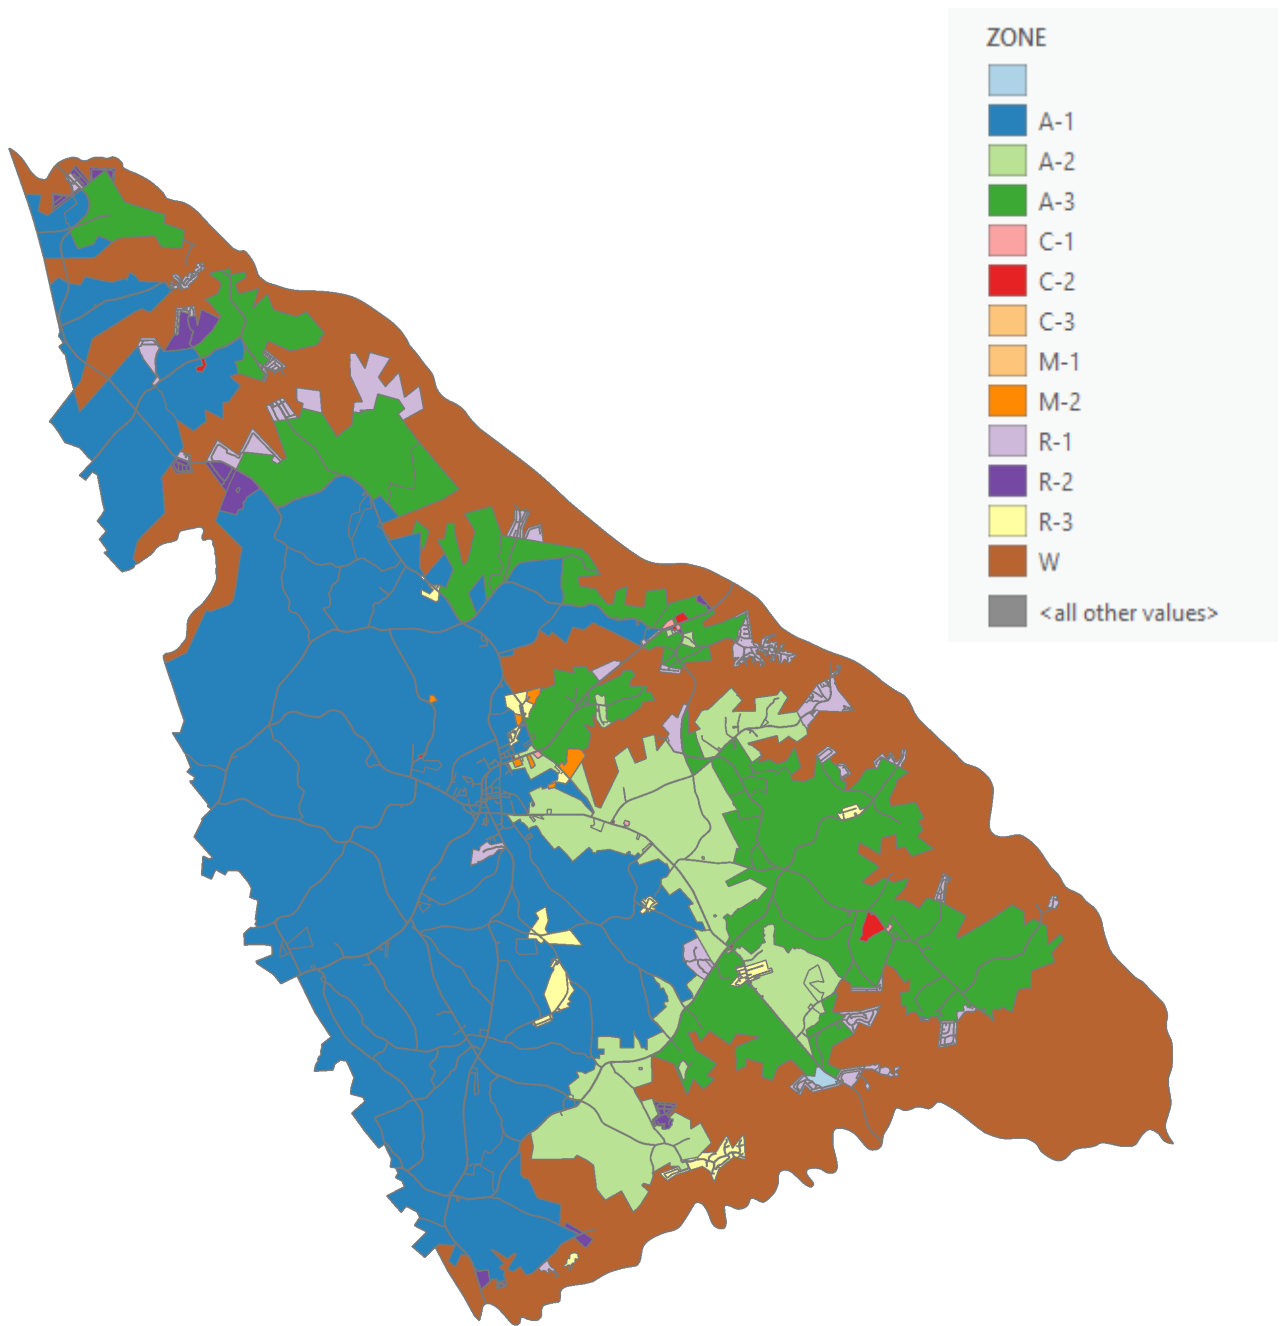 ZONE
A-1
A-2
A-3
C-1
C-2
C-3
M-1
M-2
R-1
R-2
R-3
W
<all other values>